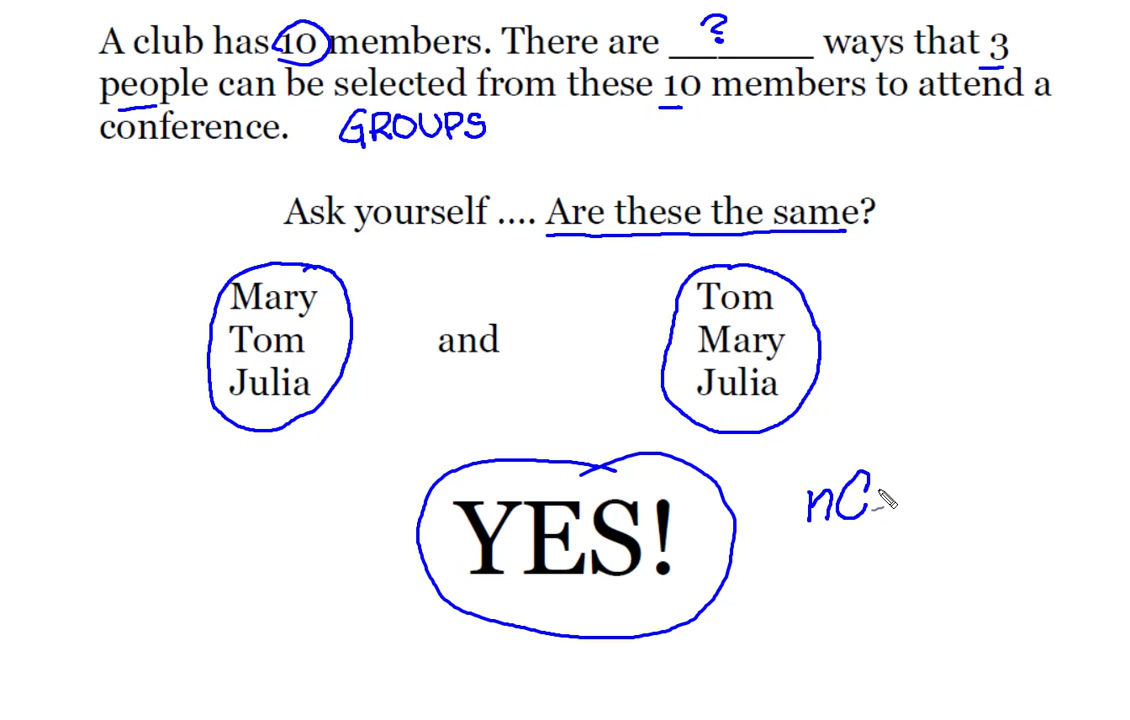 ?
A club has 10 members. There are ________ ways that 3
people can be selected from these 10 members to attend a
conference. GROUPS
Ask yourself .... Are these the same?
Mary Tom
Tom and Mary
Julia Julia
YES! nC